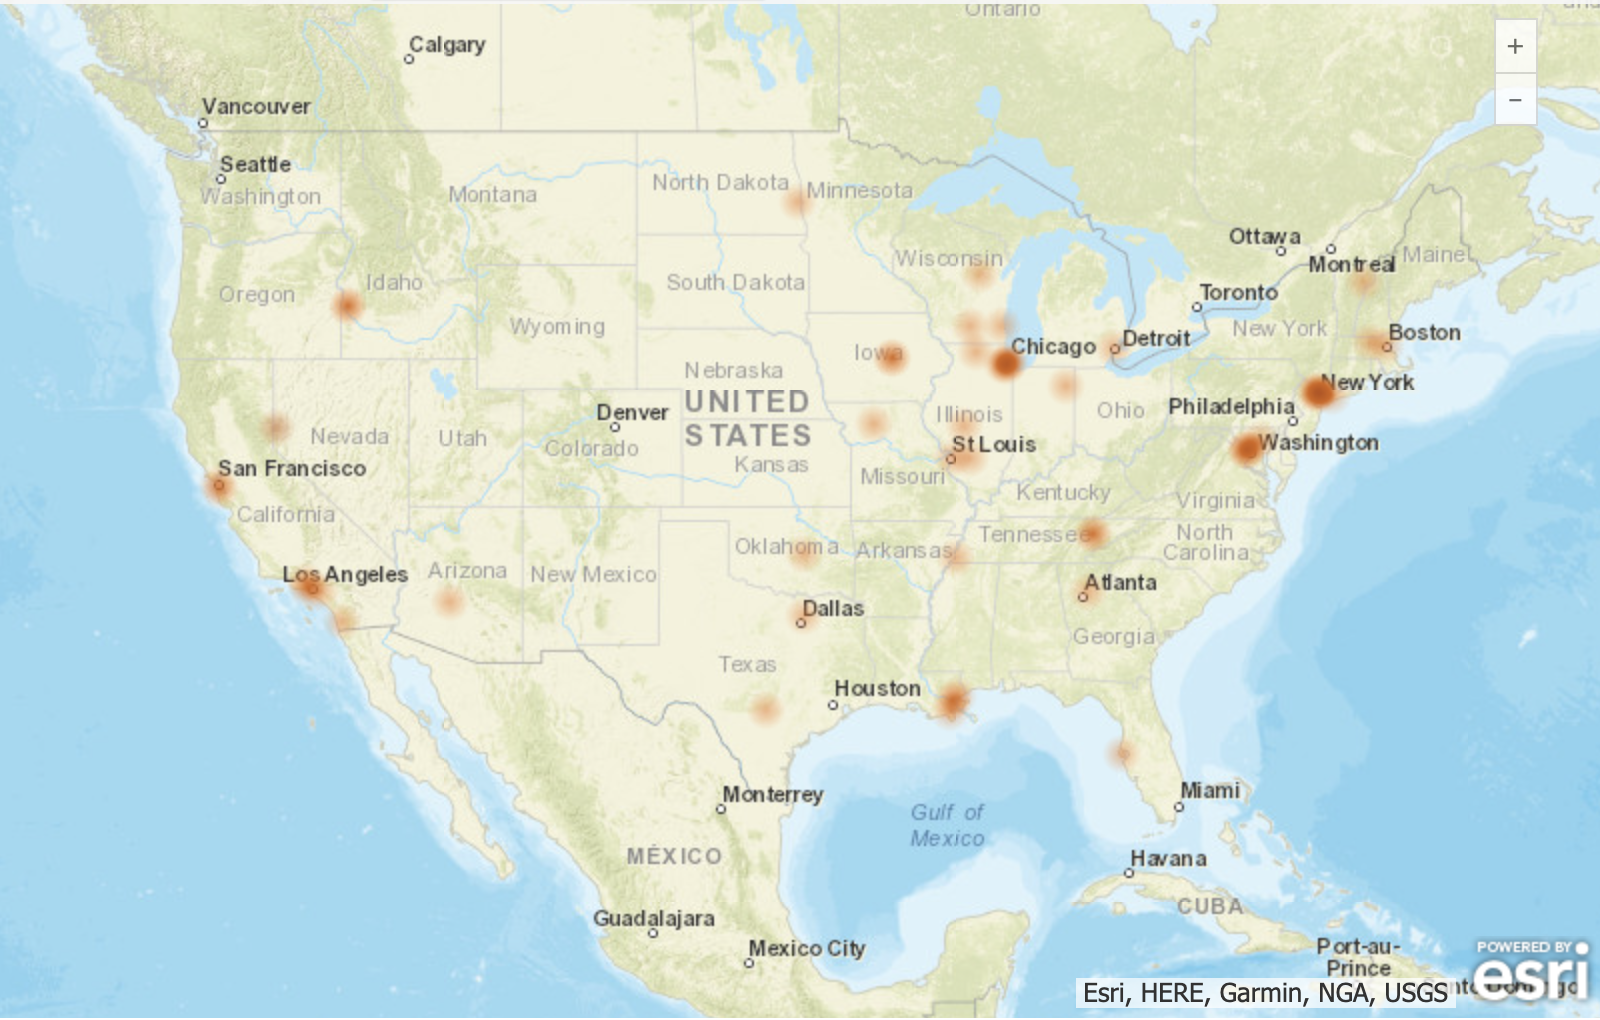 Ontario
Calgary
+
−
Vancouver
Seattle
Washington
Montana
North Dakota
Minnesota
Ottawa
Montreal
Maine
Wisconsin
Oregon
Idaho
South Dakota
Toronto
Wyoming
New York
Boston
Iowa
Chicago
Detroit
Nebraska
UNITED
STATES
New York
Denver
Illinois
Ohio
Philadelphia
Nevada
Utah
Colorado
St Louis
Washington
San Francisco
Kansas
Missouri
Kentucky
Virginia
California
Tennessee
North
Carolina
Oklahoma
Arkansas
Los Angeles
Arizona
New Mexico
Atlanta
Dallas
Georgia
Texas
Houston
Monterrey
Miami
Gulf of
Mexico
MÉXICO
Havana
CUBA
Guadalajara
Mexico City
Port-au-
Prince
POWERED BY
esri
Esri, HERE, Garmin, NGA, USGS